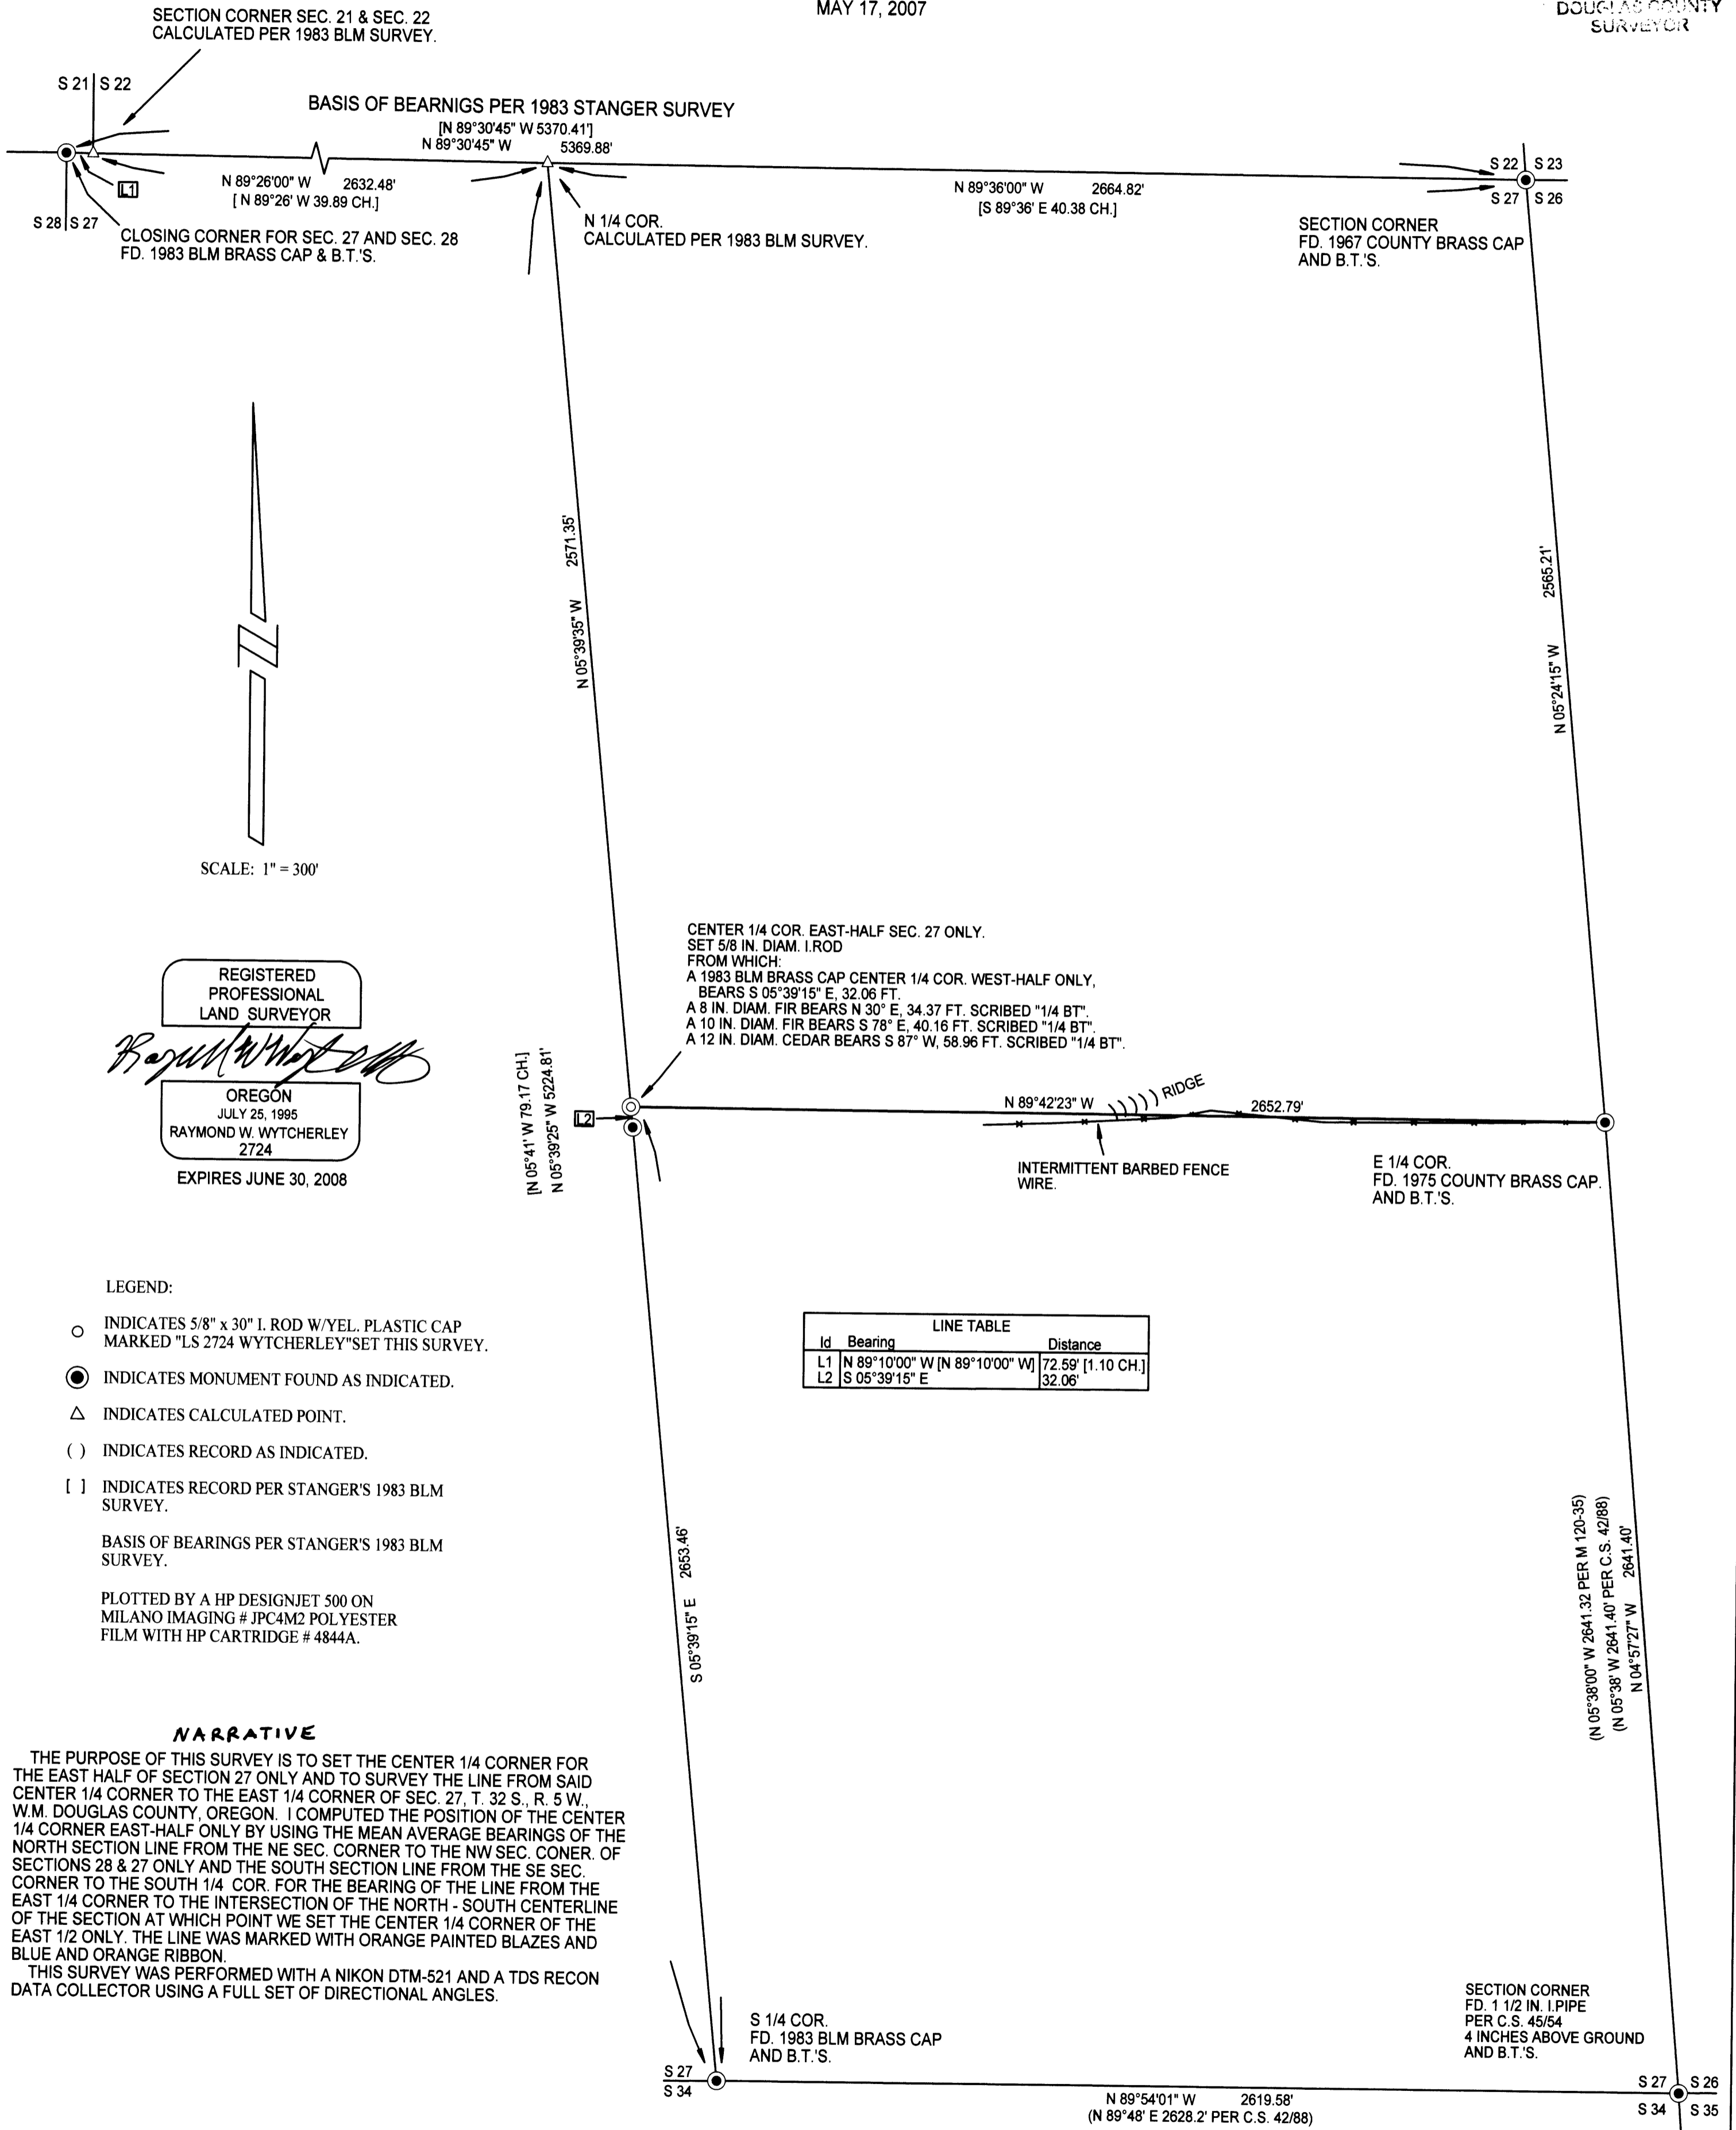 MAY 17, 2007
DOUGLAS COUNTY
SURVEYOR
SECTION CORNER SEC. 21 & SEC. 22
CALCULATED PER 1983 BLM SURVEY.
S 21 S 22
BASIS OF BEARNIGS PER 1983 STANGER SURVEY
[N 89°30'45" W 5370.41']
N 89°30'45" W 5369.88'
L1
N 89°26'00" W 2632.48'
[ N 89°26' W 39.89 CH.]
S 28 S 27
CLOSING CORNER FOR SEC. 27 AND SEC. 28
FD. 1983 BLM BRASS CAP & B.T.'S.
N 1/4 COR.
CALCULATED PER 1983 BLM SURVEY.
N 89°36'00" W 2664.82'
[S 89°36' E 40.38 CH.]
S 22 S 23
S 27 S 26
SECTION CORNER
FD. 1967 COUNTY BRASS CAP
AND B.T.'S.
N 05°39'35" W 2571.35'
N 05°24'15" W 2565.21'
SCALE: 1" = 300'
REGISTERED
PROFESSIONAL
LAND SURVEYOR
OREGON
JULY 25, 1995
RAYMOND W. WYTCHERLEY
2724
EXPIRES JUNE 30, 2008
CENTER 1/4 COR. EAST-HALF SEC. 27 ONLY.
SET 5/8 IN. DIAM. I.ROD
FROM WHICH:
A 1983 BLM BRASS CAP CENTER 1/4 COR. WEST-HALF ONLY,
BEARS S 05°39'15" E, 32.06 FT.
A 8 IN. DIAM. FIR BEARS N 30° E, 34.37 FT. SCRIBED "1/4 BT".
A 10 IN. DIAM. FIR BEARS S 78° E, 40.16 FT. SCRIBED "1/4 BT".
A 12 IN. DIAM. CEDAR BEARS S 87° W, 58.96 FT. SCRIBED "1/4 BT".
[N 05°41' W 79.17 CH.]
N 05°39'25" W 5224.81'
L2
N 89°42'23" W 2652.79'
RIDGE
INTERMITTENT BARBED FENCE
WIRE.
E 1/4 COR.
FD. 1975 COUNTY BRASS CAP.
AND B.T.'S.
LEGEND:
INDICATES 5/8" x 30" I. ROD W/YEL. PLASTIC CAP
MARKED "LS 2724 WYTCHERLEY"SET THIS SURVEY.
INDICATES MONUMENT FOUND AS INDICATED.
INDICATES CALCULATED POINT.
( ) INDICATES RECORD AS INDICATED.
[ ] INDICATES RECORD PER STANGER'S 1983 BLM
SURVEY.
BASIS OF BEARINGS PER STANGER'S 1983 BLM
SURVEY.
PLOTTED BY A HP DESIGNJET 500 ON
MILANO IMAGING # JPC4M2 POLYESTER
FILM WITH HP CARTRIDGE # 4844A.
LINE TABLE
Id Bearing Distance
L1 N 89°10'00" W [N 89°10'00" W] 72.59' [1.10 CH.]
L2 S 05°39'15" E 32.06'
S 05°39'15" E 2653.46'
(N 05°38'00" W 2641.32 PER M 120-35)
(N 05°38' W 2641.40' PER C.S. 42/88)
N 04°57'27" W 2641.40'
NARRATIVE
THE PURPOSE OF THIS SURVEY IS TO SET THE CENTER 1/4 CORNER FOR
THE EAST HALF OF SECTION 27 ONLY AND TO SURVEY THE LINE FROM SAID
CENTER 1/4 CORNER TO THE EAST 1/4 CORNER OF SEC. 27, T. 32 S., R. 5 W.,
W.M. DOUGLAS COUNTY, OREGON. I COMPUTED THE POSITION OF THE CENTER
1/4 CORNER EAST-HALF ONLY BY USING THE MEAN AVERAGE BEARINGS OF THE
NORTH SECTION LINE FROM THE NE SEC. CORNER TO THE NW SEC. CONER. OF
SECTIONS 28 & 27 ONLY AND THE SOUTH SECTION LINE FROM THE SE SEC.
CORNER TO THE SOUTH 1/4 COR. FOR THE BEARING OF THE LINE FROM THE
EAST 1/4 CORNER TO THE INTERSECTION OF THE NORTH - SOUTH CENTERLINE
OF THE SECTION AT WHICH POINT WE SET THE CENTER 1/4 CORNER OF THE
EAST 1/2 ONLY. THE LINE WAS MARKED WITH ORANGE PAINTED BLAZES AND
BLUE AND ORANGE RIBBON.
THIS SURVEY WAS PERFORMED WITH A NIKON DTM-521 AND A TDS RECON
DATA COLLECTOR USING A FULL SET OF DIRECTIONAL ANGLES.
S 1/4 COR.
FD. 1983 BLM BRASS CAP
AND B.T.'S.
SECTION CORNER
FD. 1 1/2 IN. I.PIPE
PER C.S. 45/54
4 INCHES ABOVE GROUND
AND B.T.'S.
S 27
S 34
N 89°54'01" W 2619.58'
(N 89°48' E 2628.2' PER C.S. 42/88)
S 27 S 26
S 34 S 35